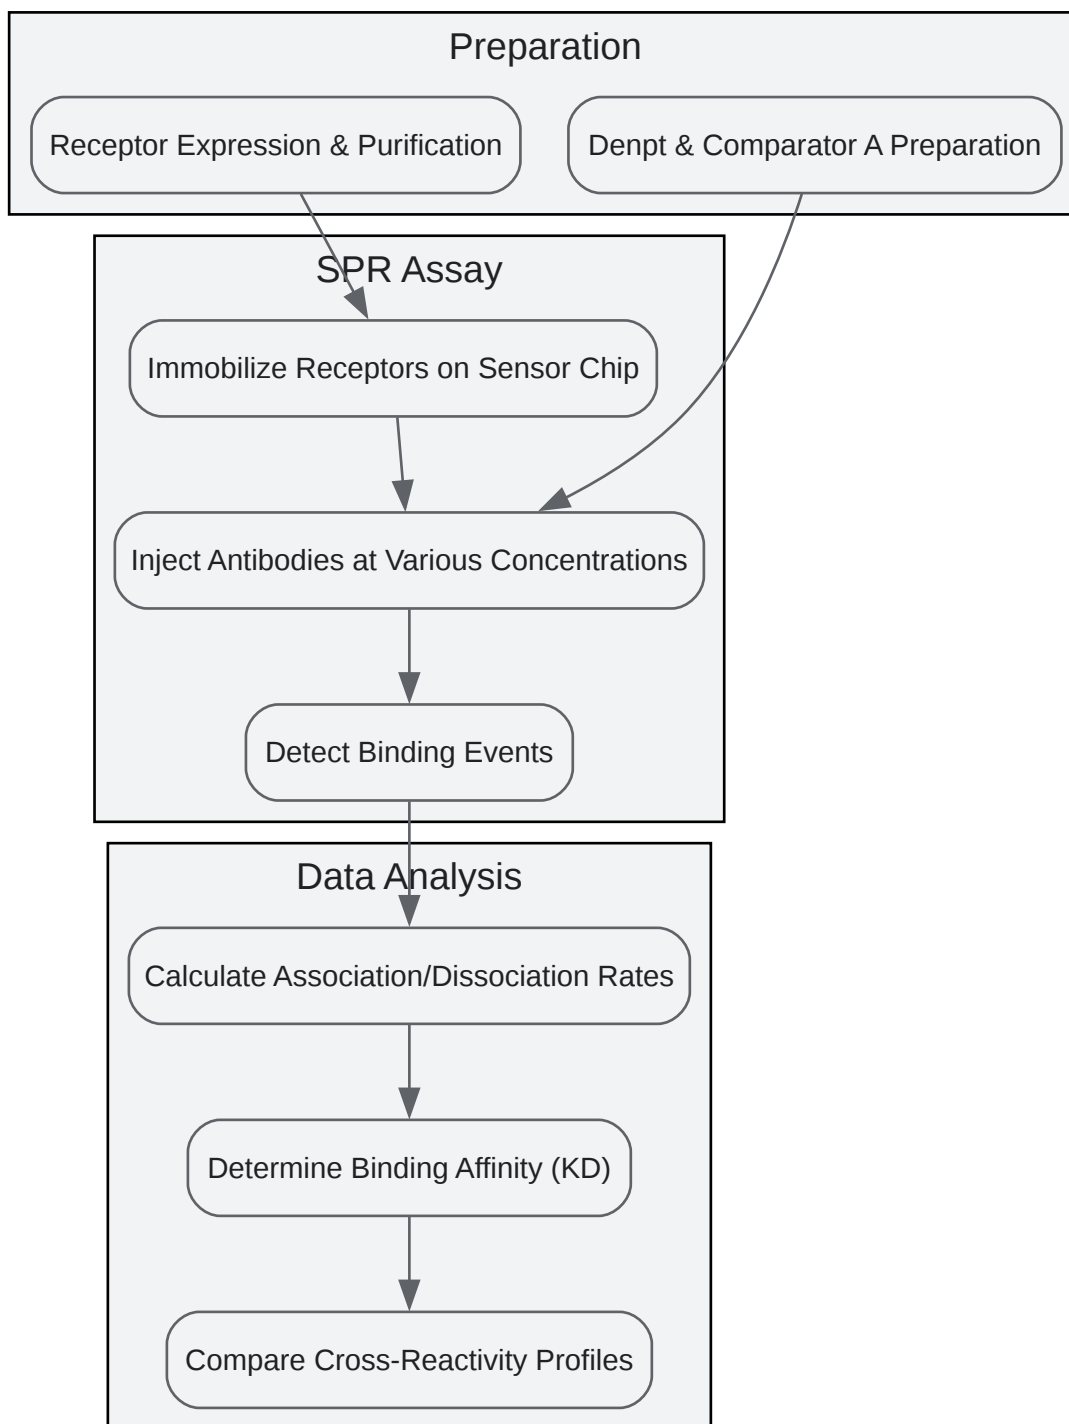 Preparation
Receptor Expression & Purification
Denpt & Comparator A Preparation
SPR Assay
Immobilize Receptors on Sensor Chip
Inject Antibodies at Various Concentrations
Detect Binding Events
Data Analysis
Calculate Association/Dissociation Rates
Determine Binding Affinity (KD)
Compare Cross-Reactivity Profiles